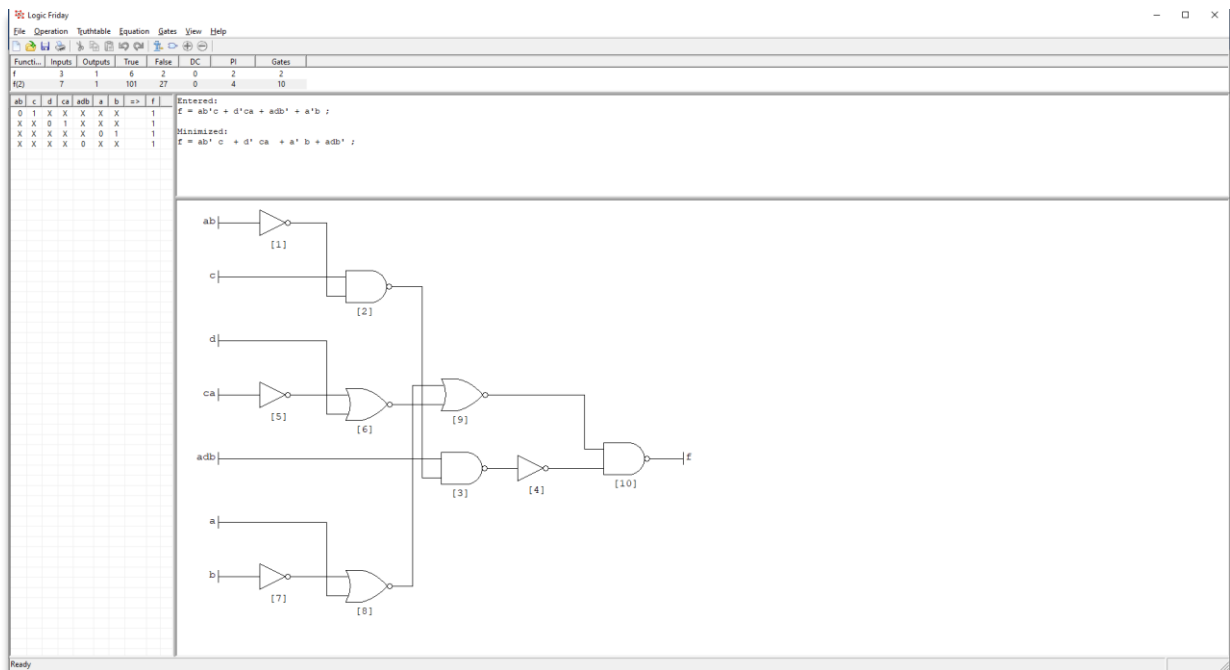 Logic Friday
File Operation Truthtable Equation Gates View Help
Functi... Inputs Outputs True False DC PI Gates
f 3 1 6 2 0 2 2
f(2) 7 1 101 27 0 4 10
ab c d ca adb a b => f
0 1 X X X X X 1
X X 0 1 X X X 1
X X X X X 0 1 1
X X X X 0 X X 1
Entered:
f = ab'c + d'ca + adb' + a'b ;
Minimized:
f = ab' c + d' ca + a' b + adb' ;
ab
[1]
c
[2]
d
ca
[5]
[6]
[9]
adb
[3]
[4]
[10]
f
a
b
[7]
[8]
Ready